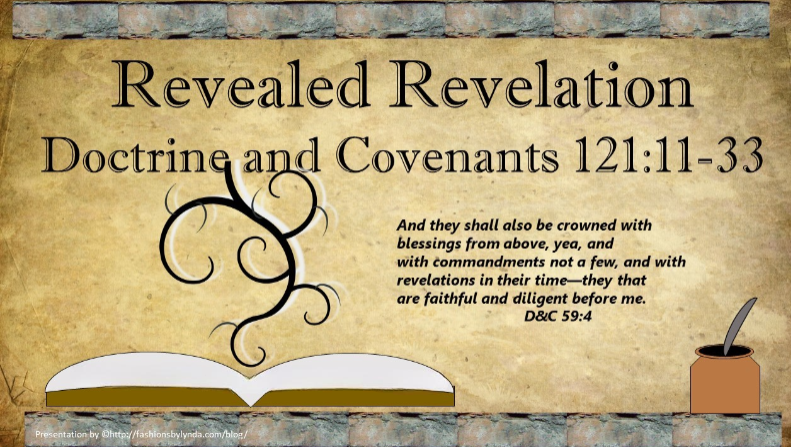 Revealed Revelation
Doctrine and Covenants 121:11-33
And they shall also be crowned with
blessings from above, yea, and
with commandments not a few, and with
revelations in their time—they that
are faithful and diligent before me.
D&C 59:4
Presentation by ©http://fashionsbylynda.com/blog/